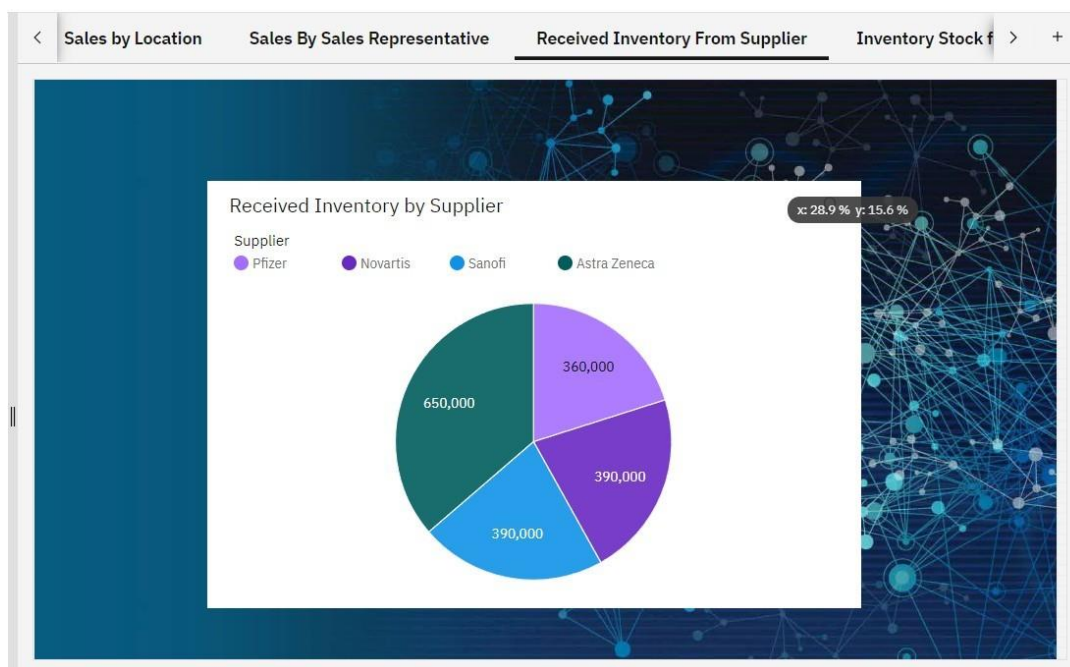 Sales by Location Sales By Sales Representative Received Inventory From Supplier Inventory Stock f
Received Inventory by Supplier
x: 28.9 % y: 15.6 %
Supplier
Pfizer Novartis Sanofi Astra Zeneca
360,000
650,000
390,000
390,000